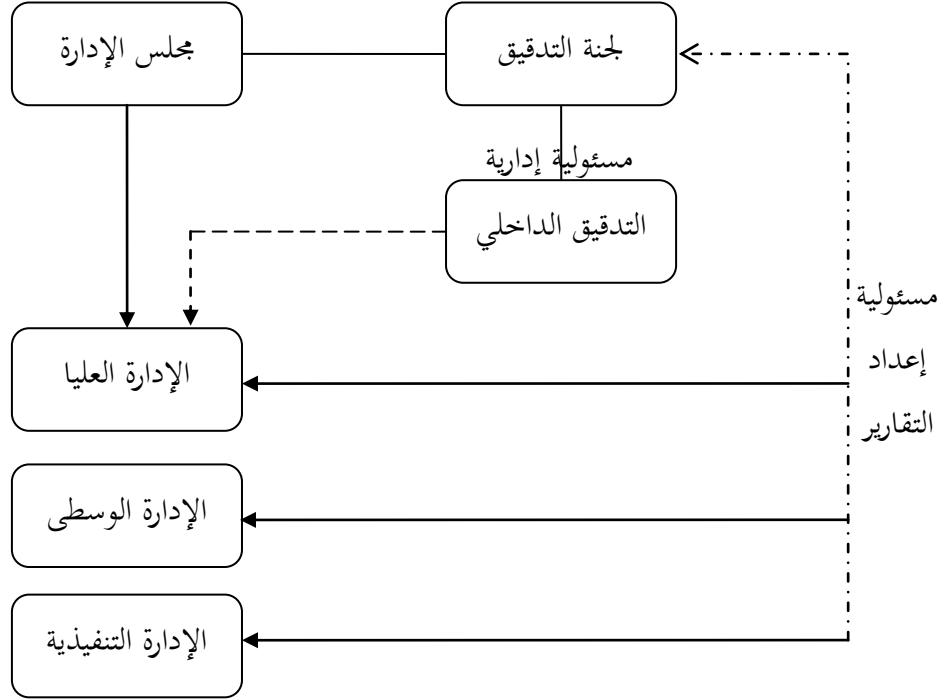 مجلس الإدارة
لجنة التدقيق
مسئولية إدارية
التدقيق الداخلي
مسئولية
إعداد
التقارير
الإدارة العليا
الإدارة الوسطى
الإدارة التنفيذية